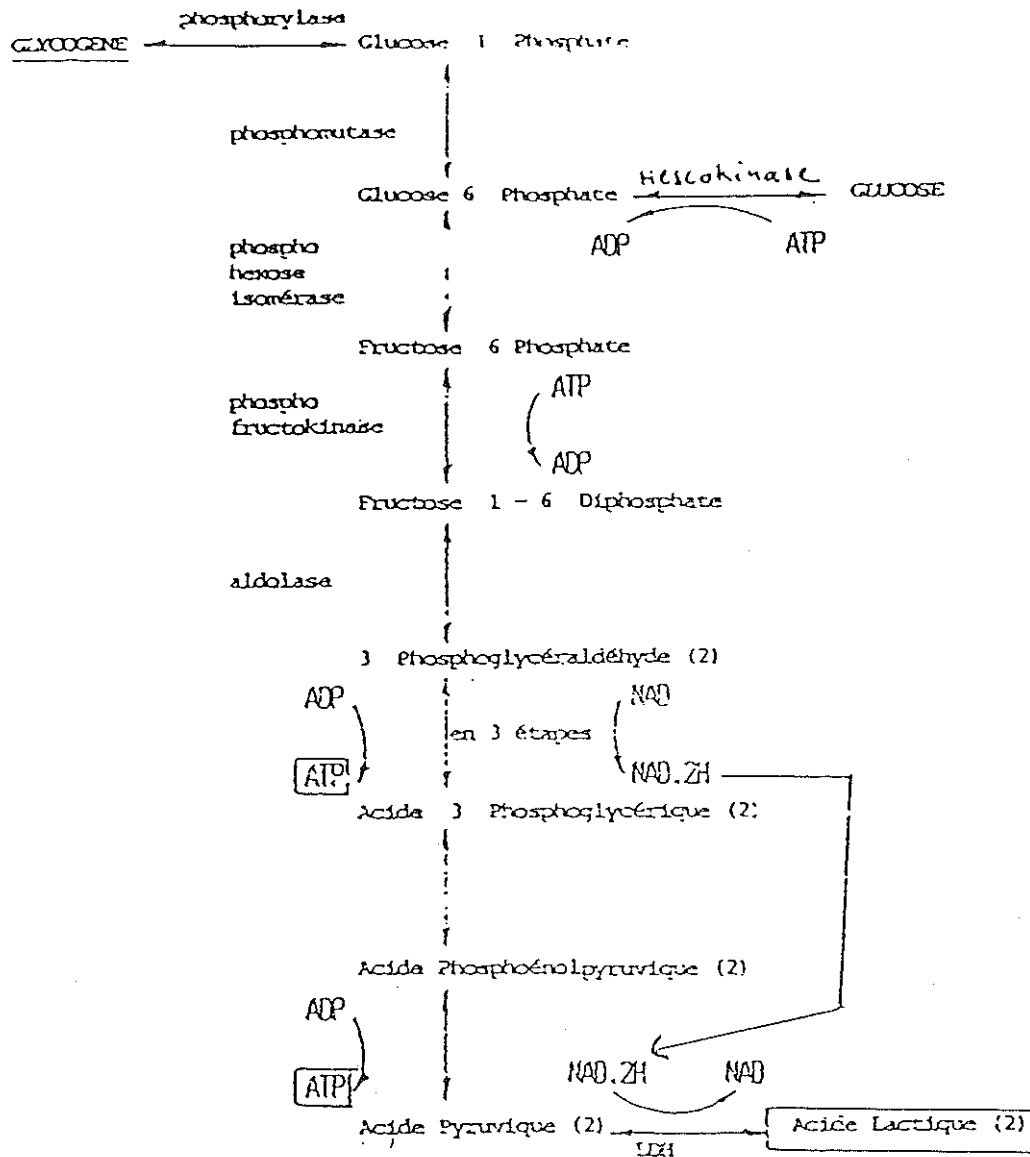 phosphorylase
GLYCOGENE Glucose 1 Phosphate
phosphomutase
Glucose 6 Phosphate Hescokinase GLUCOSE
ADP ATP
phospho
hexose
isomérase
Fructose 6 Phosphate
ATP
phospho
fructokinase
ADP
Fructose 1 - 6 Diphosphate
aldolase
3 Phosphoglycéraldéhyde (2)
ADP NAD
en 3 étapes
ATP NAD.2H
Acide 3 Phosphoglycérique (2)
Acide Phosphoénolpyruvique (2)
ADP
NAD.2H NAD
ATP
Acide Pyruvique (2) Acide Lactique (2)
LDH